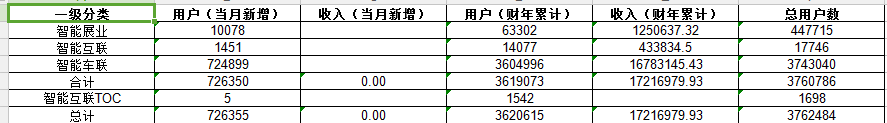 一级分类 用户（当月新增） 收入（当月新增） 用户（财年累计） 收入（财年累计） 总用户数
智能展业 10078 63302 1250637.32 447715
智能互联 1451 14077 433834.5 17746
智能车联 724899 3604996 16783145.43 3743040
合计 726350 0.00 3619073 17216979.93 3760786
智能互联TOC 5 1542 1698
总计 726355 0.00 3620615 17216979.93 3762484